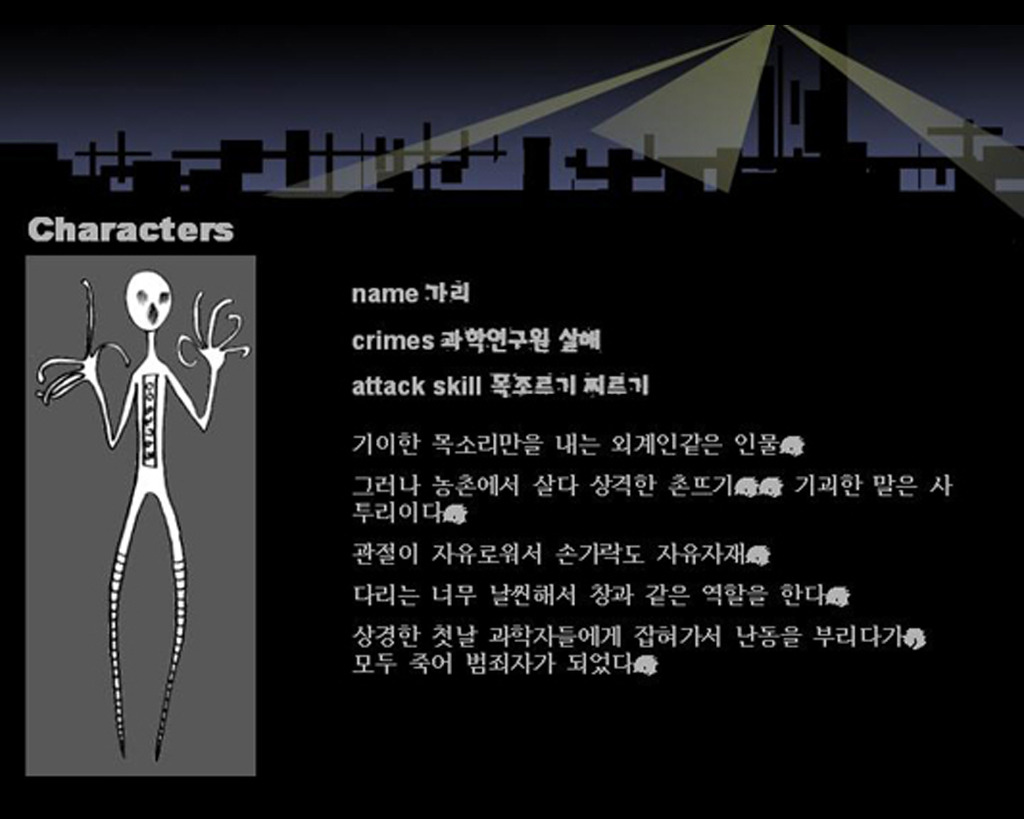 Characters
name 가리
crimes 과학연구원 살해
attack skill 목조르기 찌르기
기이한 목소리만을 내는 외계인같은 인물
그러나 농촌에서 살다 상격한 촌뜨기 기괴한 말은 사
투리이다
관절이 자유로워서 손가락도 자유자재
다리는 너무 날씬해서 창과 같은 역할을 한다
상경한 첫날 과학자들에게 잡혀가서 난동을 부리다가
모두 죽어 범죄자가 되었다